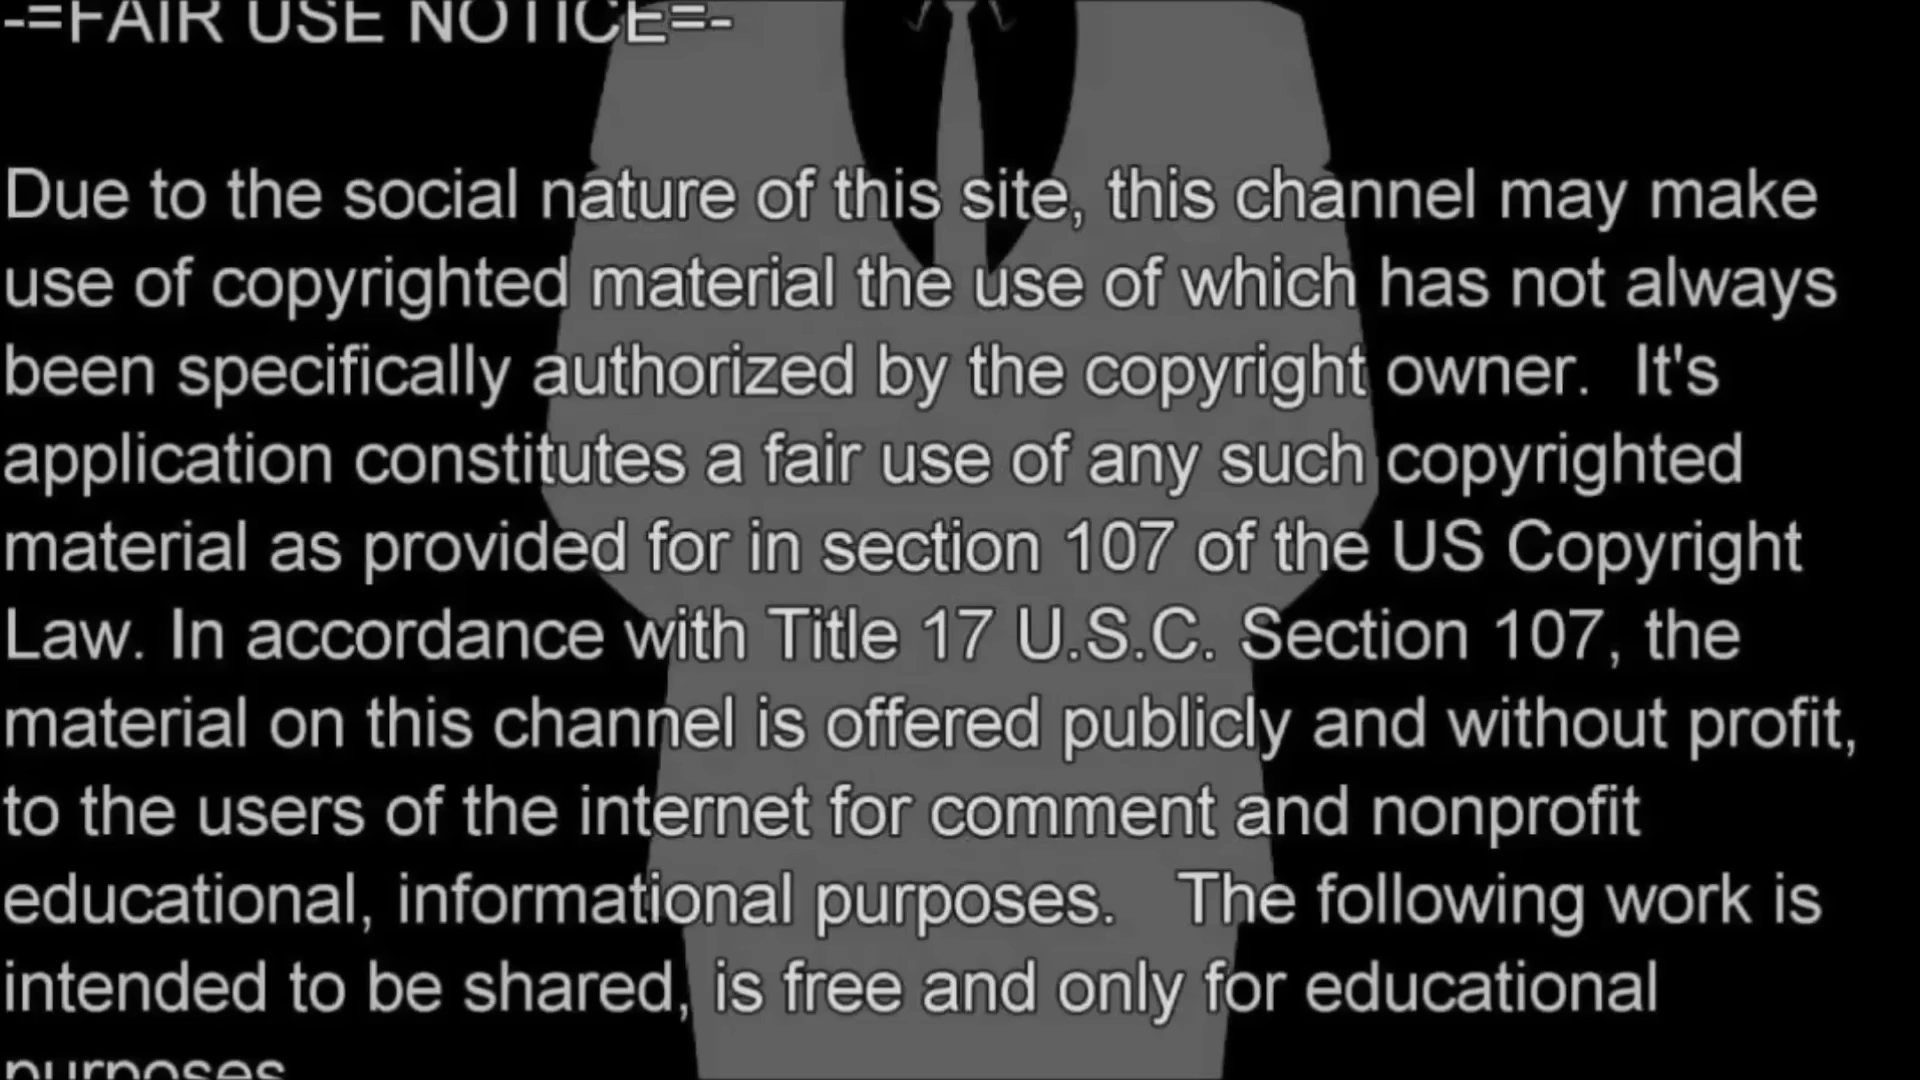 -=FAIR USE NOTICE=-
Due to the social nature of this site, this channel may make
use of copyrighted material the use of which has not always
been specifically authorized by the copyright owner.  It's
application constitutes a fair use of any such copyrighted
material as provided for in section 107 of the US Copyright
Law. In accordance with Title 17 U.S.C. Section 107, the
material on this channel is offered publicly and without profit,
to the users of the internet for comment and nonprofit
educational, informational purposes.   The following work is
intended to be shared, is free and only for educational
purposes